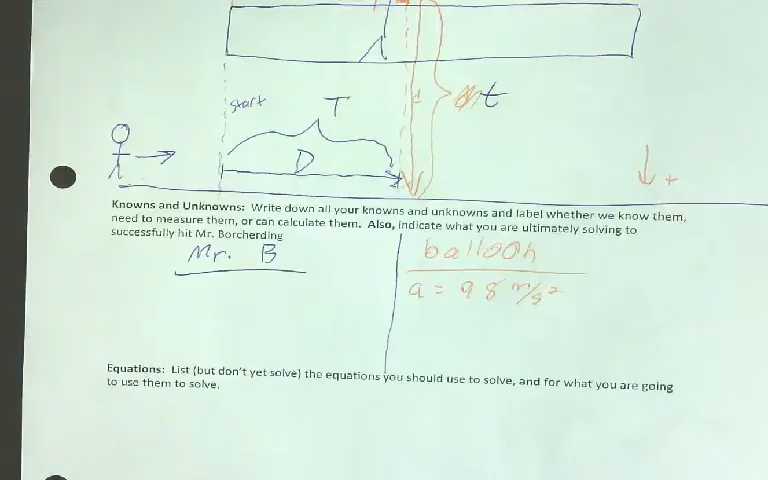 start
T
t
D
+
Knowns and Unknowns: Write down all your knowns and unknowns and label whether we know them,
need to measure them, or can calculate them. Also, indicate what you are ultimately solving to
successfully hit Mr. Borcherding
Mr. B
balloon
a = 9 8 m/s²
Equations: List (but don't yet solve) the equations you should use to solve, and for what you are going
to use them to solve.